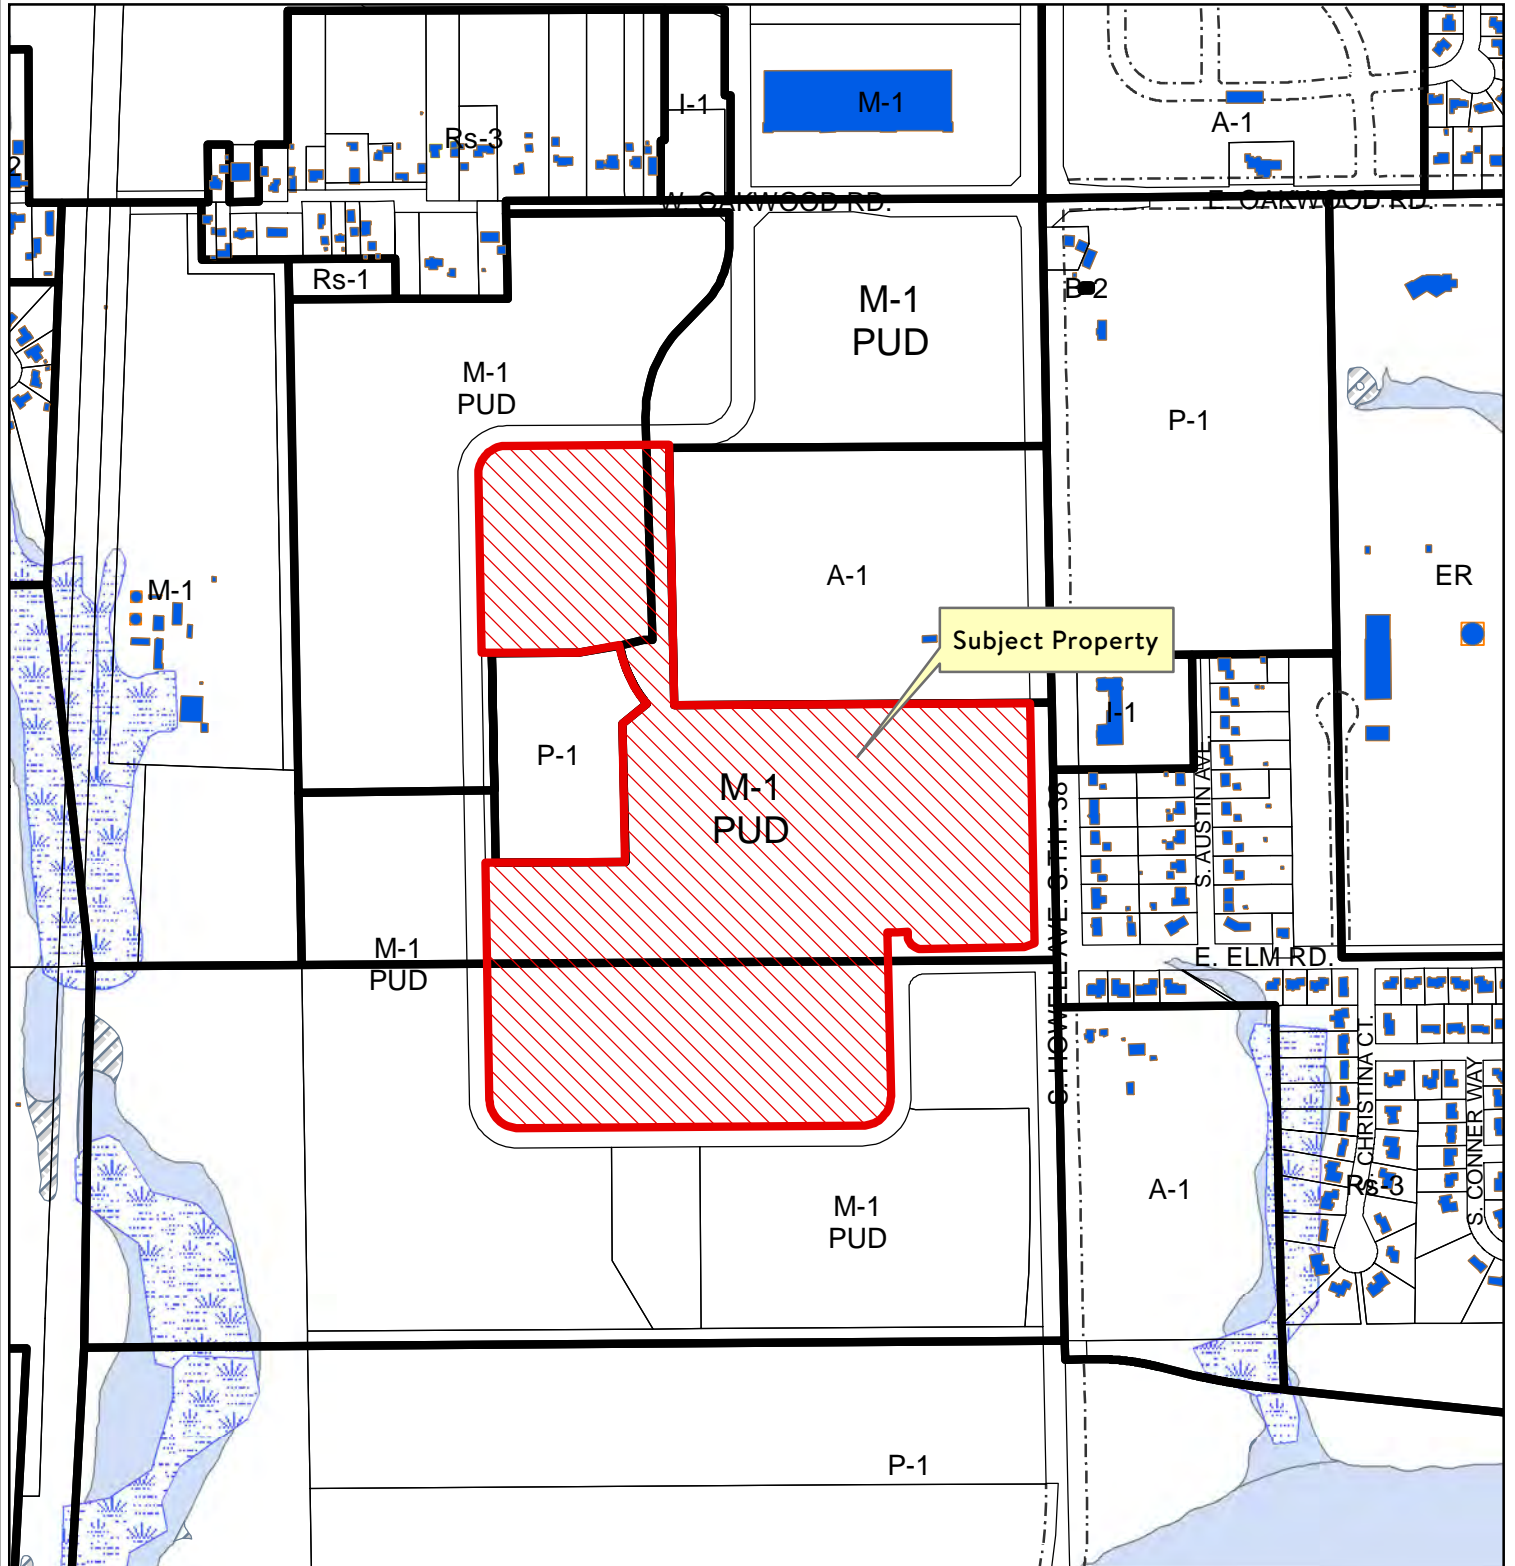 I-1
M-1
A-1
Rs-3
2
W. OAKWOOD RD.
E. OAKWOOD RD.
Rs-1
B-2
M-1
PUD
M-1
PUD
P-1
A-1
ER
M-1
Subject Property
I-1
P-1
M-1
PUD
S. AUSTIN AVE.
S. HOWELL AVE. S.T.H. 38
E. ELM RD.
M-1
PUD
S. CHRISTINA CT.
S. CONNER WAY
A-1
Rs-3
M-1
PUD
P-1